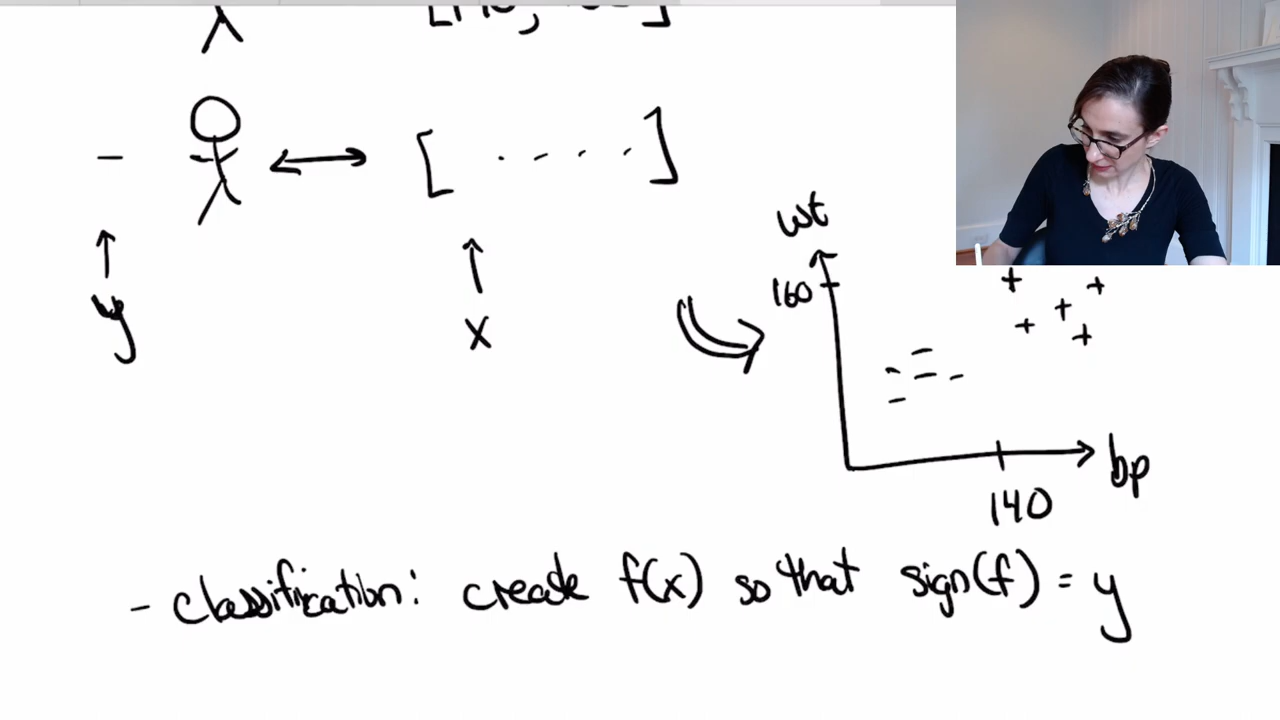 -
[ . . . . ]
wt
160
y
x
+ + + + +
- - - - -
bp
140
- classification: create f(x) so that sign(f) = y